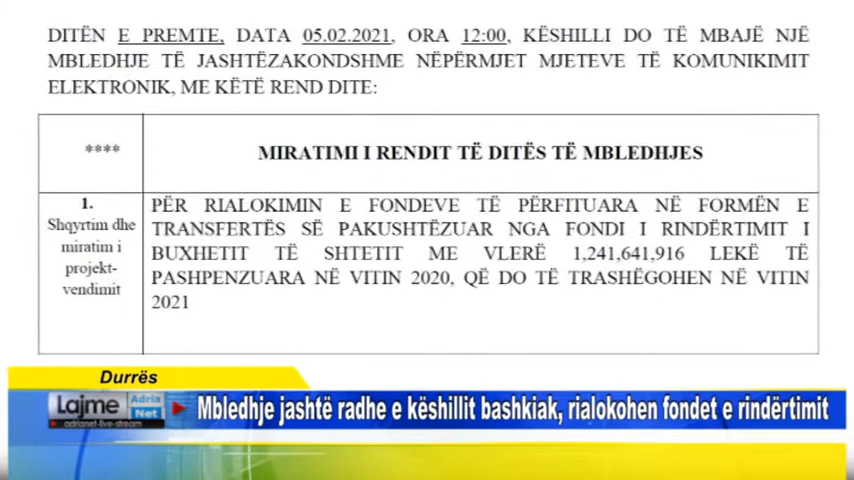 DITËN E PREMTE, DATA 05.02.2021, ORA 12:00, KËSHILLI DO TË MBAJË NJË
MBLEDHJE TË JASHTËZAKONDSHME NËPËRMJET MJETEVE TË KOMUNIKIMIT
ELEKTRONIK, ME KËTË REND DITE:
**** MIRATIMI I RENDIT TË DITËS TË MBLEDHJES
1.
Shqyrtim dhe
miratim i
projekt-
vendimit
PËR RIALOKIMIN E FONDEVE TË PËRFITUARA NË FORMËN E
TRANSFERTËS SË PAKUSHTËZUAR NGA FONDI I RINDËRTIMIT I
BUXHETIT TË SHTETIT ME VLERË 1,241,641,916 LEKË TË
PASHPENZUARA NË VITIN 2020, QË DO TË TRASHËGOHEN NË VITIN
2021
Durrës
Lajme Adria
Net
adrianet-live-stream
Mbledhje jashtë radhe e këshillit bashkiak, rialokohen fondet e rindërtimit